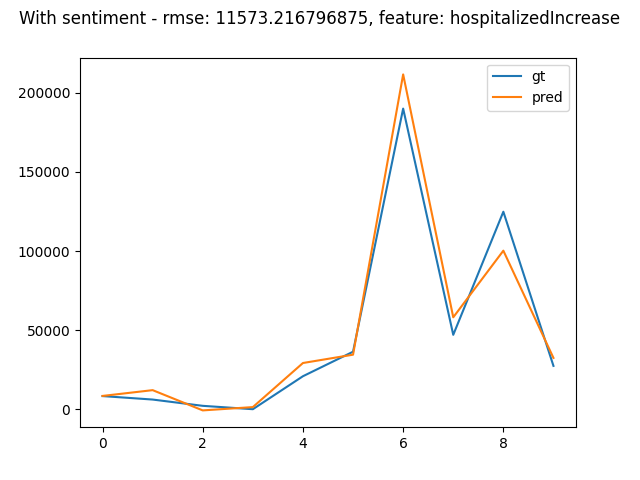 With sentiment - rmse: 11573.216796875, feature: hospitalizedIncrease
gt
pred
200000
150000
100000
50000
0
0 2 4 6 8